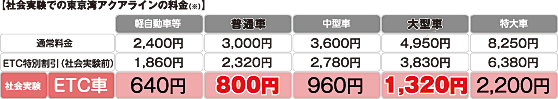 【社会実験での東京湾アクアラインの料金(※)】
軽自動車等 普通車 中型車 大型車 特大車
通常料金 2,400円 3,000円 3,600円 4,950円 8,250円
ETC特別割引(社会実験前) 1,860円 2,320円 2,780円 3,830円 6,380円
社会実験 ETC車 640円 800円 960円 1,320円 2,200円